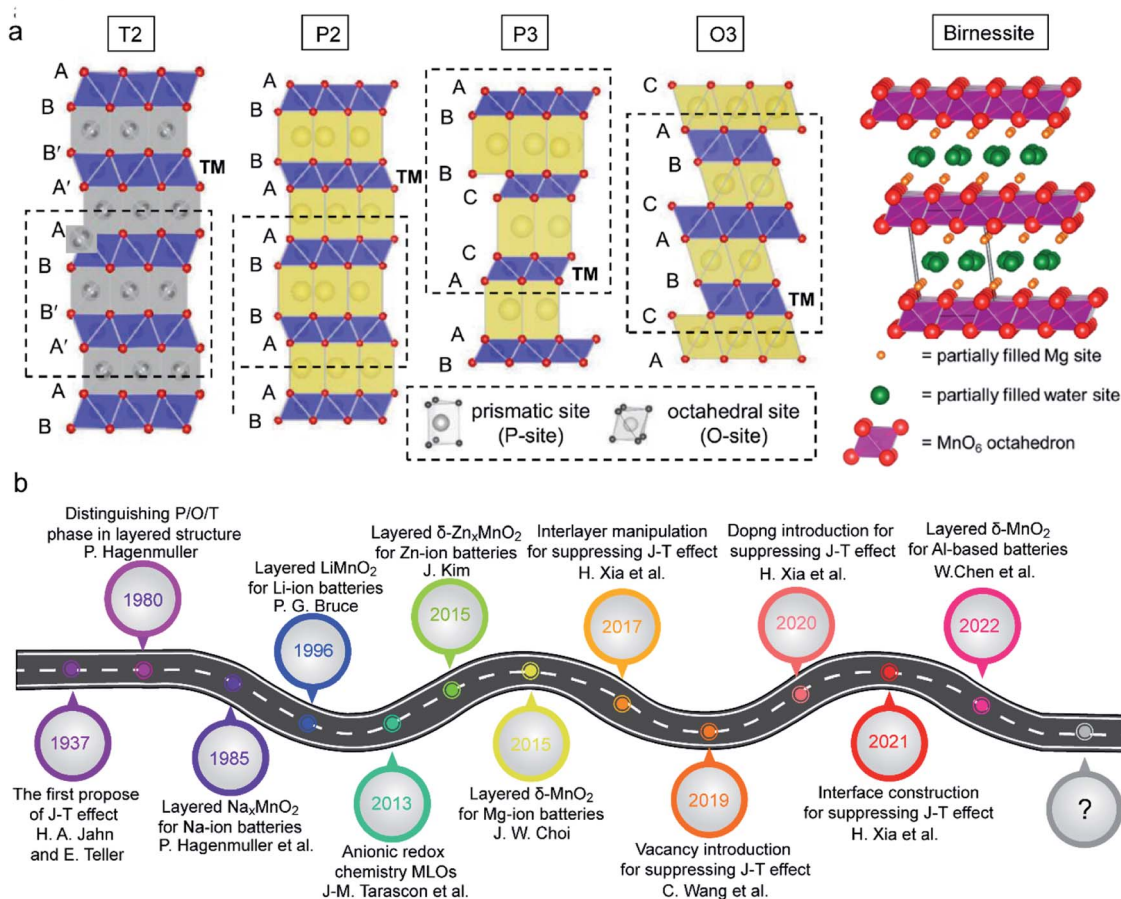 a
T2
P2
P3
O3
Birnessite
A
B
B′
A′
A
B
B′
A′
A
B
TM
A
B
B
A
A
B
B
A
A
B
TM
A
B
B
C
C
A
A
B
TM
C
A
B
C
A
B
C
A
TM
prismatic site
(P-site)
octahedral site
(O-site)
= partially filled Mg site
= partially filled water site
= MnO₆ octahedron
b
Distinguishing P/O/T
phase in layered structure
P. Hagenmuller
1980
Layered LiMnO₂
for Li-ion batteries
P. G. Bruce
1996
Layered δ-ZnₓMnO₂
for Zn-ion batteries
J. Kim
2015
Interlayer manipulation
for suppressing J-T effect
H. Xia et al.
2017
Dopng introduction for
suppressing J-T effect
H. Xia et al.
2020
Layered δ-MnO₂
for Al-based batteries
W.Chen et al.
2022
1937
The first propose
of J-T effect
H. A. Jahn
and E. Teller
1985
Layered NaₓMnO₂
for Na-ion batteries
P. Hagenmuller et al.
2013
Anionic redox
chemistry MLOs
J-M. Tarascon et al.
2015
Layered δ-MnO₂
for Mg-ion batteries
J. W. Choi
2019
Vacancy introduction
for suppressing J-T effect
C. Wang et al.
2021
Interface construction
for suppressing J-T effect
H. Xia et al.
?